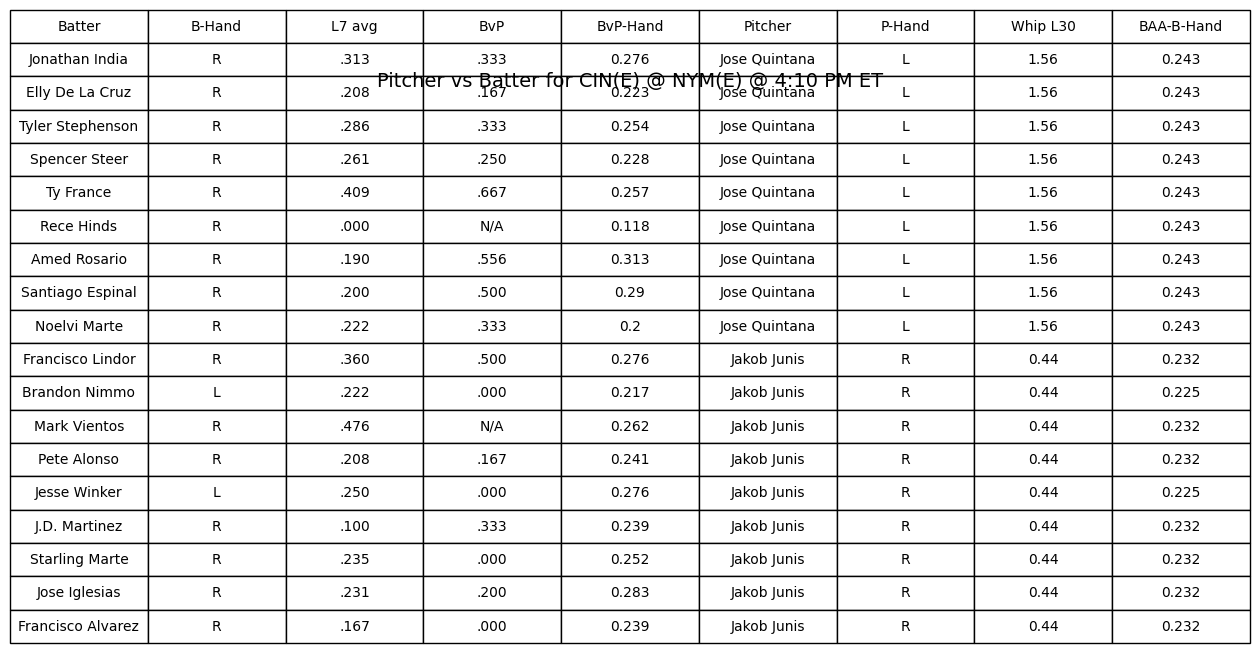 Batter B-Hand L7 avg BvP BvP-Hand Pitcher P-Hand Whip L30 BAA-B-Hand
Jonathan India R .313 .333 0.276 Jose Quintana L 1.56 0.243
Pitcher vs Batter for CIN(E) @ NYM(E) @ 4:10 PM ET
Elly De La Cruz R .208 .167 0.223 Jose Quintana L 1.56 0.243
Tyler Stephenson R .286 .333 0.254 Jose Quintana L 1.56 0.243
Spencer Steer R .261 .250 0.228 Jose Quintana L 1.56 0.243
Ty France R .409 .667 0.257 Jose Quintana L 1.56 0.243
Rece Hinds R .000 N/A 0.118 Jose Quintana L 1.56 0.243
Amed Rosario R .190 .556 0.313 Jose Quintana L 1.56 0.243
Santiago Espinal R .200 .500 0.29 Jose Quintana L 1.56 0.243
Noelvi Marte R .222 .333 0.2 Jose Quintana L 1.56 0.243
Francisco Lindor R .360 .500 0.276 Jakob Junis R 0.44 0.232
Brandon Nimmo L .222 .000 0.217 Jakob Junis R 0.44 0.225
Mark Vientos R .476 N/A 0.262 Jakob Junis R 0.44 0.232
Pete Alonso R .208 .167 0.241 Jakob Junis R 0.44 0.232
Jesse Winker L .250 .000 0.276 Jakob Junis R 0.44 0.225
J.D. Martinez R .100 .333 0.239 Jakob Junis R 0.44 0.232
Starling Marte R .235 .000 0.252 Jakob Junis R 0.44 0.232
Jose Iglesias R .231 .200 0.283 Jakob Junis R 0.44 0.232
Francisco Alvarez R .167 .000 0.239 Jakob Junis R 0.44 0.232